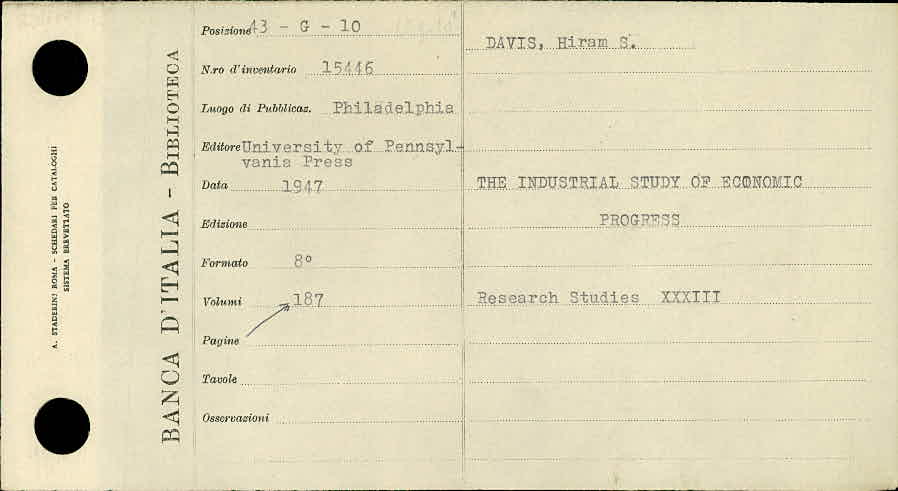 A. STADERINI ROMA - SCHEDARI PER CATALOGHI
SISTEMA BREVETTATO
BANCA D'ITALIA - BIBLIOTECA
Posizione 43 - G - 10
N.ro d'inventario 15446
Luogo di Pubblicaz. Philadelphia
Editore University of Pennsyl-
vania Press
Data 1947
Edizione
Formato 8°
Volumi 187
Pagine
Tavole
Osservazioni
DAVIS, Hiram S.
THE INDUSTRIAL STUDY OF ECONOMIC
PROGRESS
Research Studies XXXIII